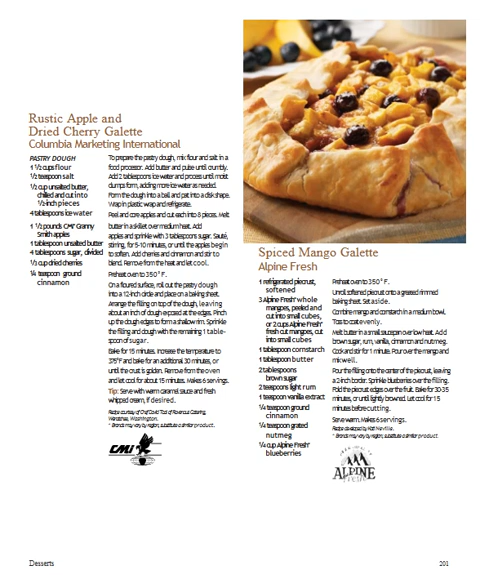 Rustic Apple and
Dried Cherry Galette
Columbia Marketing International
PASTRY DOUGH
1 ½ cups flour
½ teaspoon salt
½ cup unsalted butter,
chilled and cut into
½-inch pieces
4 tablespoons ice water
1 ½ pounds CMI* Granny
Smith apples
1 tablespoon unsalted butter
4 tablespoons sugar, divided
½ cup dried cherries
¼ teaspoon ground
cinnamon
To prepare the pastry dough, mix flour and salt in a
food processor. Add butter and pulse until crumbly.
Add 2 tablespoons ice water and process until moist
clumps form, adding more ice water as needed.
Form the dough into a ball and pat into a disk shape.
Wrap in plastic wrap and refrigerate.
Peel and core apples and cut each into 8 pieces. Melt
butter in a skillet over medium heat. Add
apples and sprinkle with 3 tablespoons sugar. Sauté,
stirring, for 5-10 minutes, or until the apples begin
to soften. Add cherries and cinnamon and stir to
blend. Remove from the heat and let cool.
Preheat oven to 350°F.
On a floured surface, roll out the pastry dough
into a 12-inch circle and place on a baking sheet.
Arrange the filling on top of the dough, leaving
about an inch of dough exposed at the edges. Pinch
up the dough edges to form a shallow rim. Sprinkle
the filling and dough with the remaining 1 table-
spoon of sugar.
Bake for 15 minutes. Increase the temperature to
375°F and bake for an additional 30 minutes, or
until the crust is golden. Remove from the oven
and let cool for about 15 minutes. Makes 6 servings.
Tip: Serve with warm caramel sauce and fresh
whipped cream, if desired.
Recipe courtesy of Chef David Toal of Ravenous Catering,
Wenatchee, Washington.
* Brands may vary by region; substitute a similar product.
CMI
Spiced Mango Galette
Alpine Fresh
1 refrigerated piecrust,
softened
3 Alpine Fresh* whole
mangoes, peeled and
cut into small cubes,
or 2 cups Alpine Fresh*
fresh cut mangoes, cut
into small cubes
1 tablespoon cornstarch
1 tablespoon butter
2 tablespoons
brown sugar
2 teaspoons light rum
1 teaspoon vanilla extract
¼ teaspoon ground
cinnamon
¼ teaspoon grated
nutmeg
¼ cup Alpine Fresh*
blueberries
Preheat oven to 350°F.
Unroll softened piecrust onto a greased rimmed
baking sheet. Set aside.
Combine mango and cornstarch in a medium bowl.
Toss to coat evenly.
Melt butter in a small saucepan over low heat. Add
brown sugar, rum, vanilla, cinnamon and nutmeg.
Cook and stir for 1 minute. Pour over the mango and
mix well.
Pour the filling onto the center of the piecrust, leaving
a 2-inch border. Sprinkle blueberries over the filling.
Fold the piecrust edges over the fruit. Bake for 30-35
minutes, or until lightly browned. Let cool for 15
minutes before cutting.
Serve warm. Makes 6 servings.
Recipe developed by Kati Neville.
* Brands may vary by region; substitute a similar product.
ALPINE
Fresh
Desserts
201